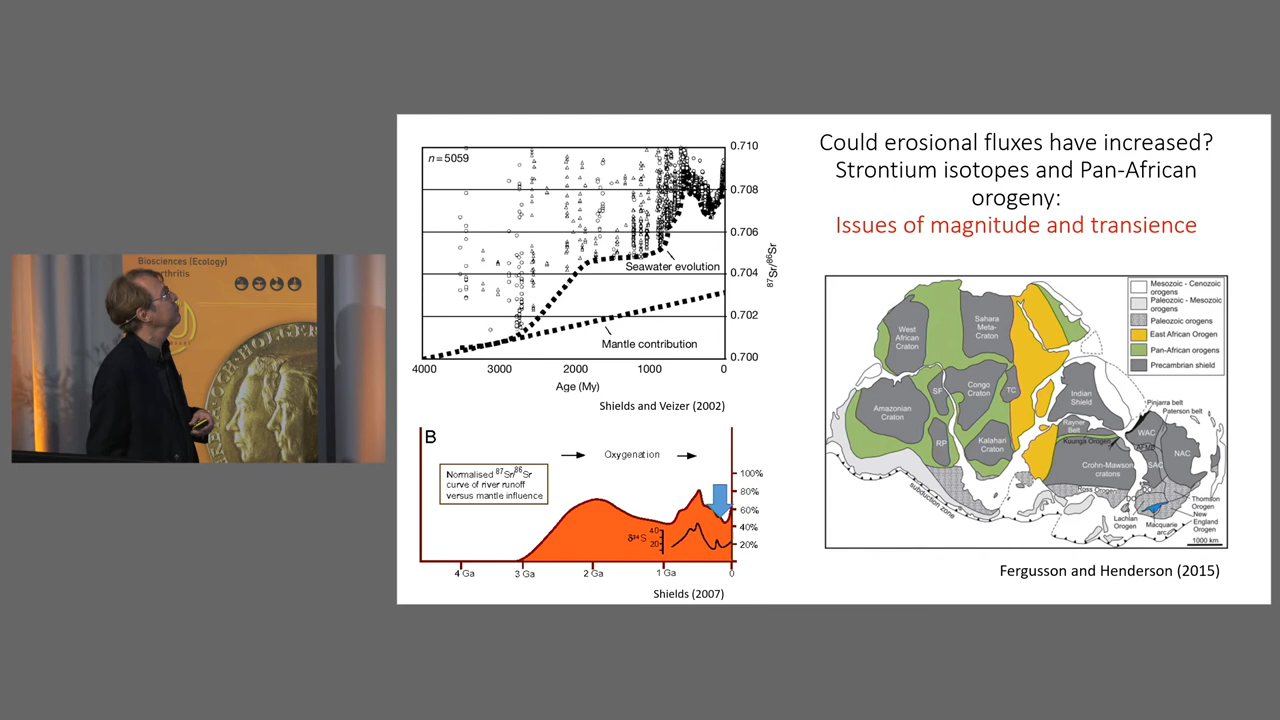 Biosciences (Ecology)
arthritis
Could erosional fluxes have increased?
Strontium isotopes and Pan-African
orogeny:
Issues of magnitude and transience
n = 5059
0.710
0.708
0.706
0.704
0.702
0.700
⁸⁷Sr/⁸⁶Sr
Seawater evolution
Mantle contribution
4000
3000
2000
1000
0
Age (My)
Shields and Veizer (2002)
B
Oxygenation
Normalised ⁸⁷Sr/⁸⁶Sr
curve of river runoff
versus mantle influence
100%
80%
60%
40%
20%
δ³⁴S
40
20
4 Ga
3 Ga
2 Ga
1 Ga
0
Shields (2007)
Mesozoic - Cenozoic
orogens
Paleozoic - Mesozoic
orogens
Paleozoic orogens
East African Orogen
Pan-African orogens
Precambrian shield
West
African
Craton
Sahara
Meta-
Craton
Amazonian
Craton
SF
Congo
Craton
TC
RP
Kalahari
Craton
Indian
Shield
Rayner
Belt
Kuunga Orogen
Crohn-Mawson
cratons
Pinjarra belt
Paterson belt
WAC
NAC
SAC
Ross Orogen
subduction zone
Lachlan
Orogen
Macquarie
arc
Thomson
Orogen
New
England
Orogen
1000 km
Fergusson and Henderson (2015)